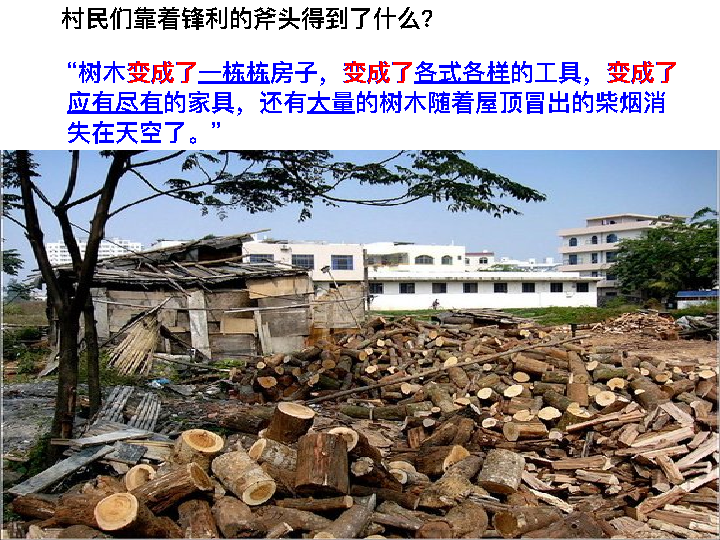 村民们靠着锋利的斧头得到了什么？
“树木变成了一栋栋房子，变成了各式各样的工具，变成了
应有尽有的家具，还有大量的树木随着屋顶冒出的柴烟消
失在天空了。”